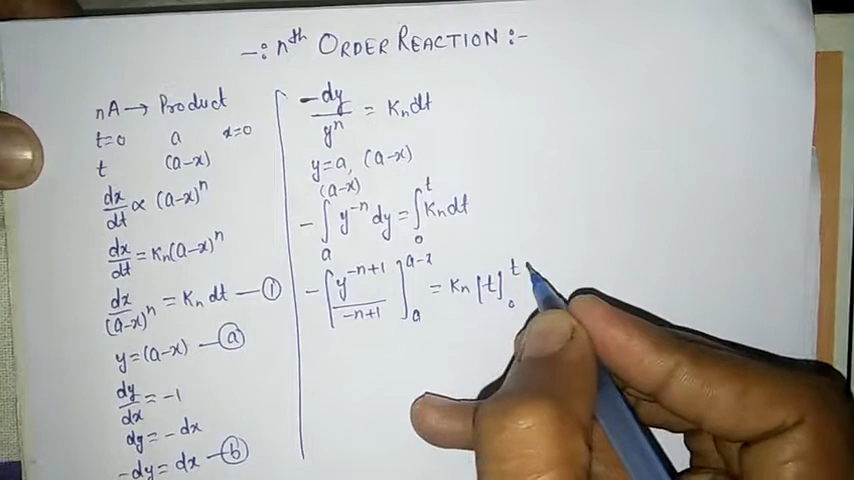 -: nth ORDER REACTION :-
nA → Product
t=0 a x=0
t (a-x)
dx/dt ∝ (a-x)^n
dx/dt = Kn(a-x)^n
dx/(a-x)^n = Kn dt — ①
y=(a-x) — ⓐ
dy/dx = -1
dy = -dx
-dy = dx — ⓑ
-dy/y^n = Kn dt
y=a, (a-x)
-∫_a^(a-x) y^-n dy = ∫_0^t Kn dt
-[y^-n+1/-n+1]_a^a-x = Kn [t]_0^t